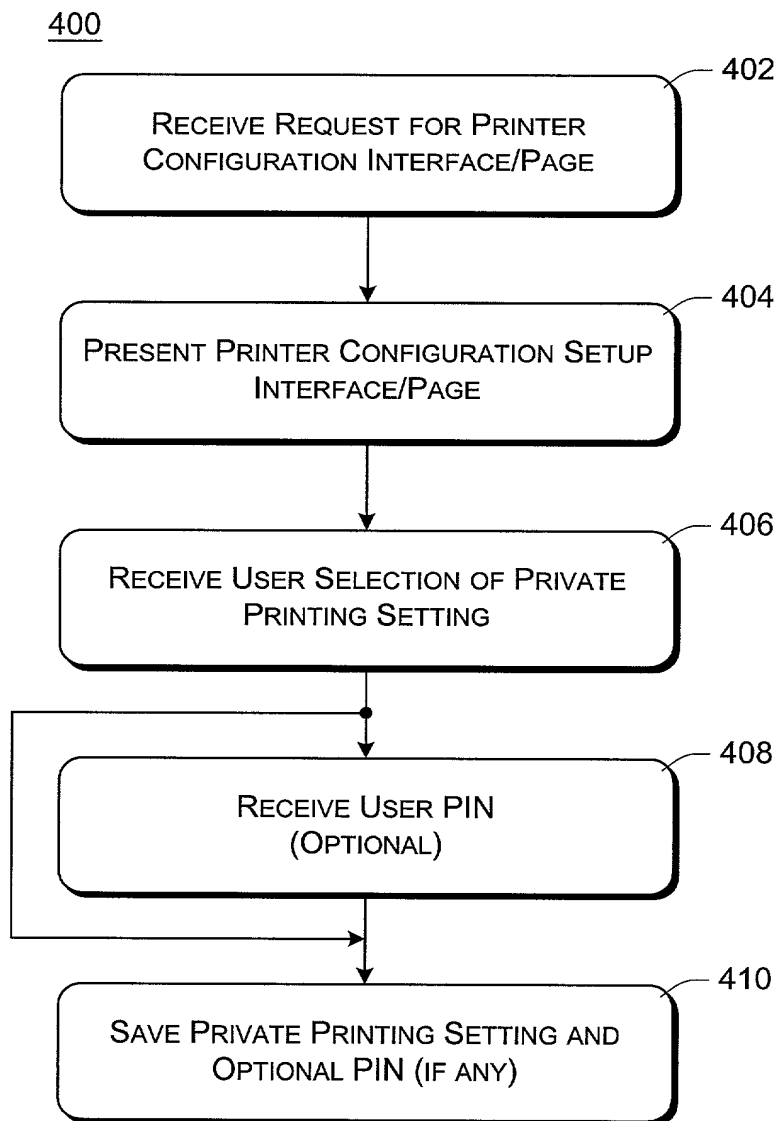 400
402
RECEIVE REQUEST FOR PRINTER
CONFIGURATION INTERFACE/PAGE
404
PRESENT PRINTER CONFIGURATION SETUP
INTERFACE/PAGE
406
RECEIVE USER SELECTION OF PRIVATE
PRINTING SETTING
408
RECEIVE USER PIN
(OPTIONAL)
410
SAVE PRIVATE PRINTING SETTING AND
OPTIONAL PIN (IF ANY)